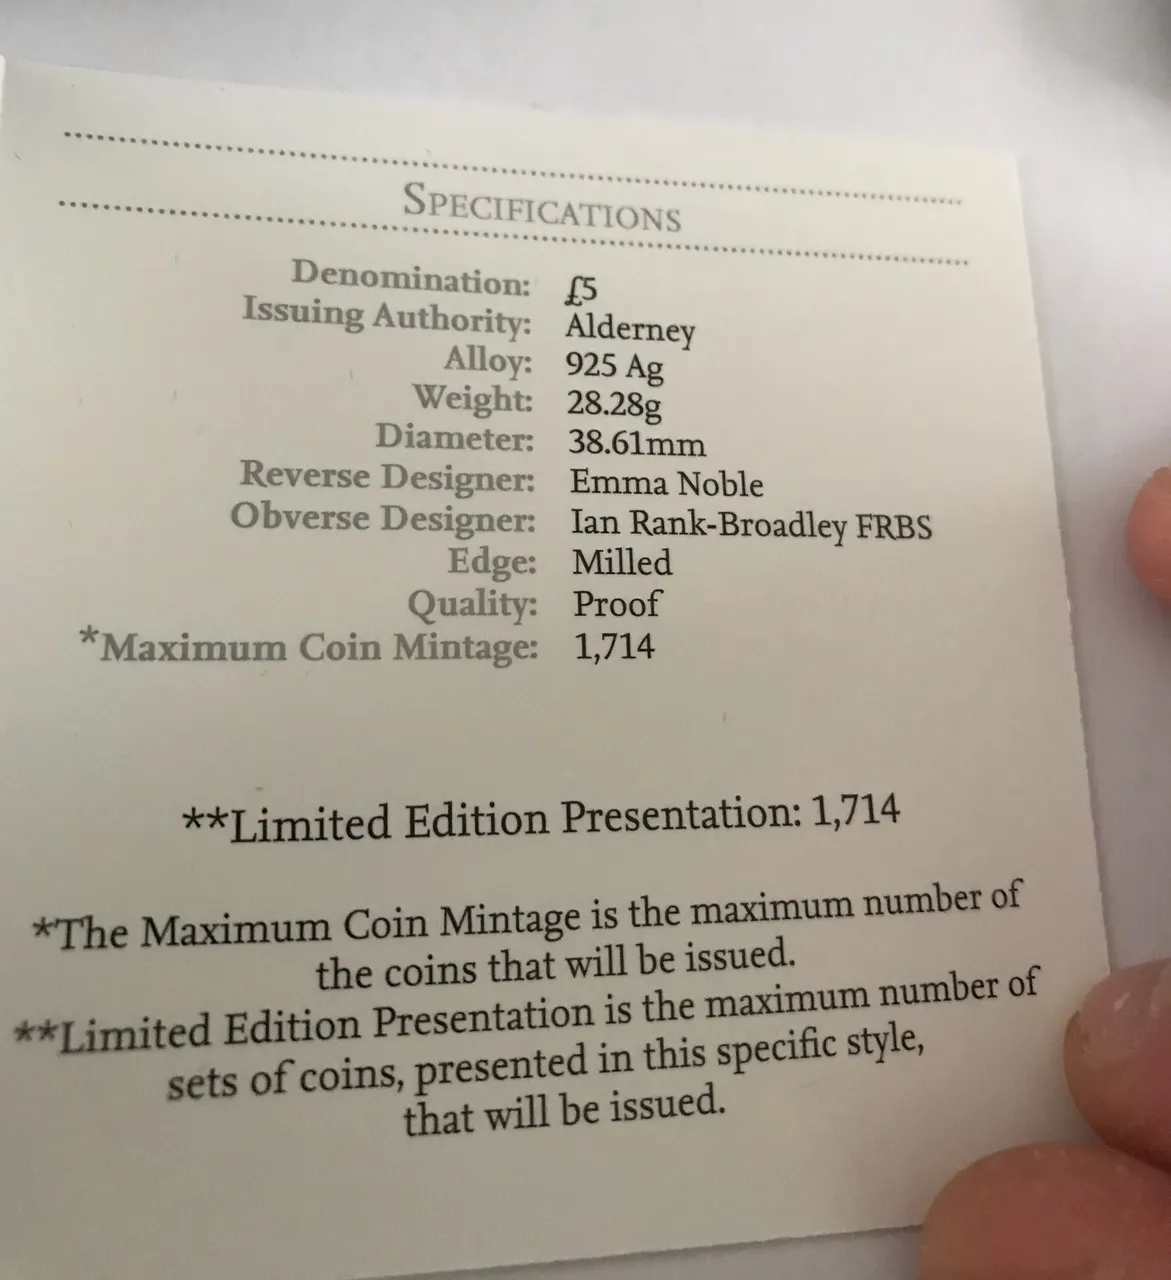 SPECIFICATIONS
Denomination: £5
Issuing Authority: Alderney
Alloy: 925 Ag
Weight: 28.28g
Diameter: 38.61mm
Reverse Designer: Emma Noble
Obverse Designer: Ian Rank-Broadley FRBS
Edge: Milled
Quality: Proof
*Maximum Coin Mintage: 1,714
**Limited Edition Presentation: 1,714
*The Maximum Coin Mintage is the maximum number of
the coins that will be issued.
**Limited Edition Presentation is the maximum number of
sets of coins, presented in this specific style,
that will be issued.